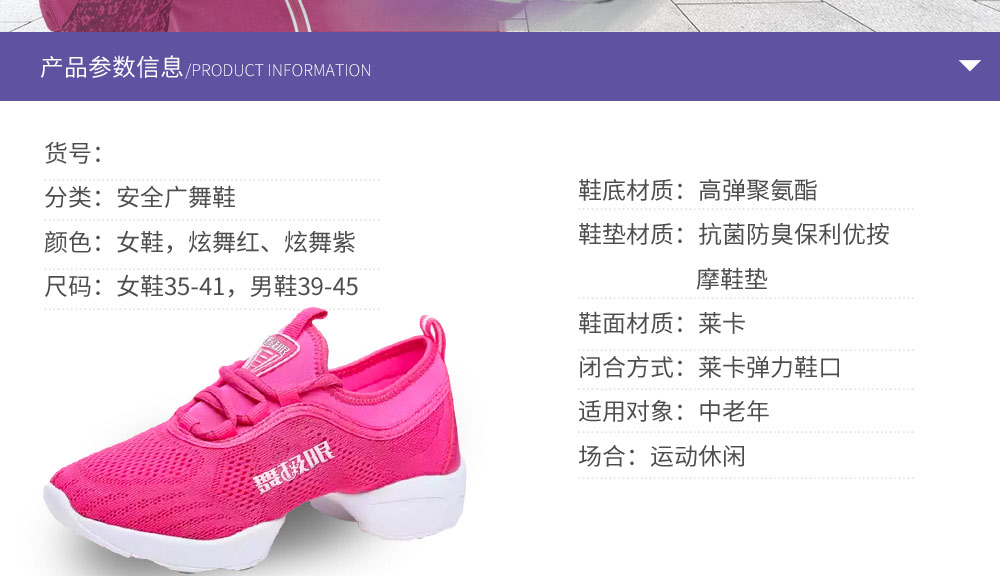 产品参数信息/PRODUCT INFORMATION
货号：
分类：安全广舞鞋
颜色：女鞋，炫舞红、炫舞紫
尺码：女鞋35-41，男鞋39-45
鞋底材质：高弹聚氨酯
鞋垫材质：抗菌防臭保利优按
摩鞋垫
鞋面材质：莱卡
闭合方式：莱卡弹力鞋口
适用对象：中老年
场合：运动休闲
舞极限